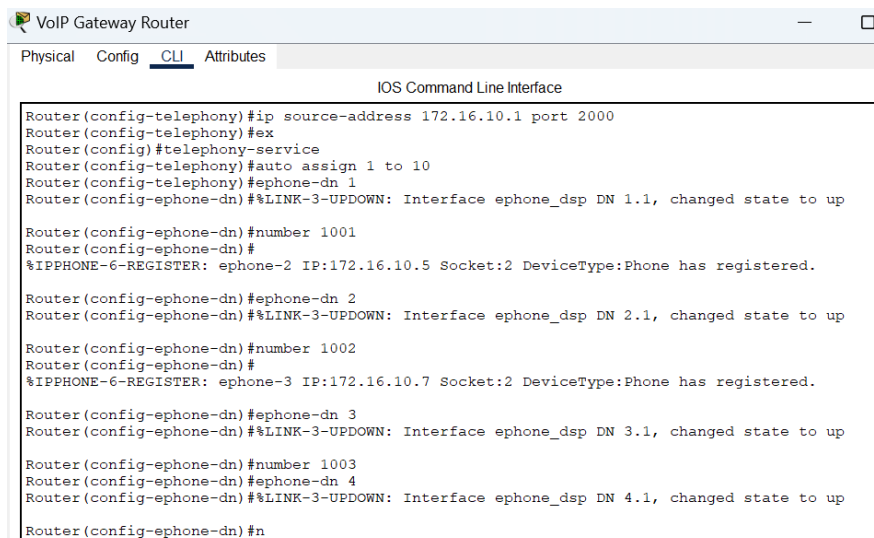 VoIP Gateway Router
Physical Config CLI Attributes
IOS Command Line Interface
Router(config-telephony)#ip source-address 172.16.10.1 port 2000
Router(config-telephony)#ex
Router(config)#telephony-service
Router(config-telephony)#auto assign 1 to 10
Router(config-telephony)#ephone-dn 1
Router(config-ephone-dn)#%LINK-3-UPDOWN: Interface ephone_dsp DN 1.1, changed state to up
Router(config-ephone-dn)#number 1001
Router(config-ephone-dn)#
%IPPHONE-6-REGISTER: ephone-2 IP:172.16.10.5 Socket:2 DeviceType:Phone has registered.
Router(config-ephone-dn)#ephone-dn 2
Router(config-ephone-dn)#%LINK-3-UPDOWN: Interface ephone_dsp DN 2.1, changed state to up
Router(config-ephone-dn)#number 1002
Router(config-ephone-dn)#
%IPPHONE-6-REGISTER: ephone-3 IP:172.16.10.7 Socket:2 DeviceType:Phone has registered.
Router(config-ephone-dn)#ephone-dn 3
Router(config-ephone-dn)#%LINK-3-UPDOWN: Interface ephone_dsp DN 3.1, changed state to up
Router(config-ephone-dn)#number 1003
Router(config-ephone-dn)#ephone-dn 4
Router(config-ephone-dn)#%LINK-3-UPDOWN: Interface ephone_dsp DN 4.1, changed state to up
Router(config-ephone-dn)#n